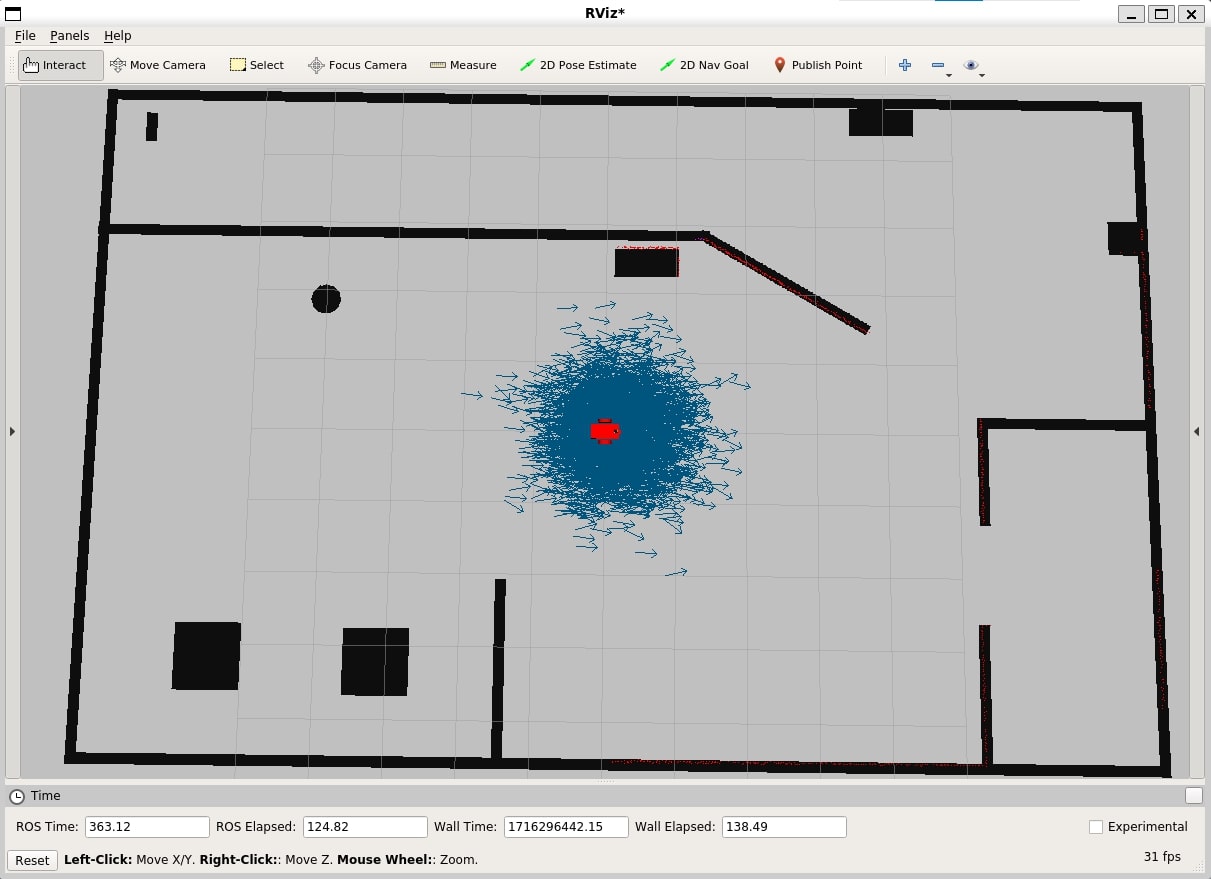 RViz*
File Panels Help
Interact Move Camera Select Focus Camera Measure 2D Pose Estimate 2D Nav Goal Publish Point
Time
ROS Time: 363.12 ROS Elapsed: 124.82 Wall Time: 1716296442.15 Wall Elapsed: 138.49 Experimental
Reset Left-Click: Move X/Y. Right-Click:: Move Z. Mouse Wheel:: Zoom. 31 fps